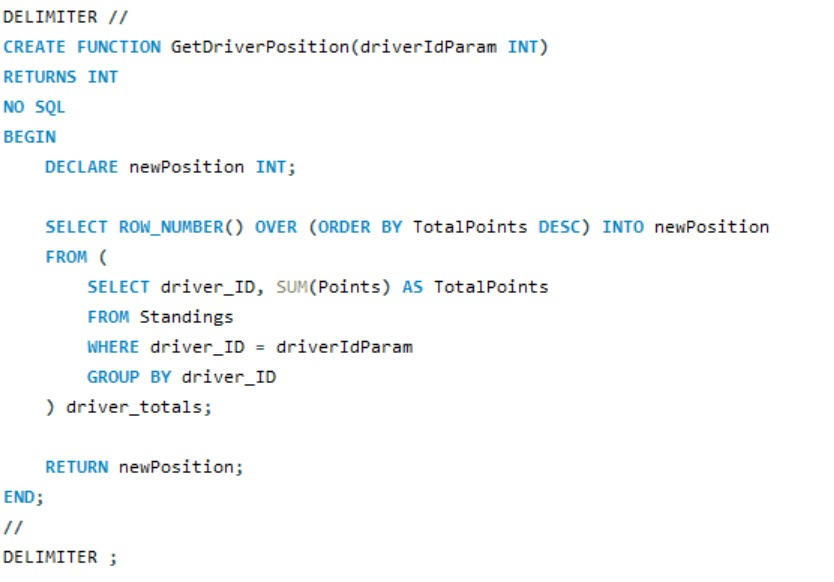 DELIMITER //
CREATE FUNCTION GetDriverPosition(driverIdParam INT)
RETURNS INT
NO SQL
BEGIN
    DECLARE newPosition INT;

    SELECT ROW_NUMBER() OVER (ORDER BY TotalPoints DESC) INTO newPosition
    FROM (
        SELECT driver_ID, SUM(Points) AS TotalPoints
        FROM Standings
        WHERE driver_ID = driverIdParam
        GROUP BY driver_ID
    ) driver_totals;

    RETURN newPosition;
END;
//
DELIMITER ;